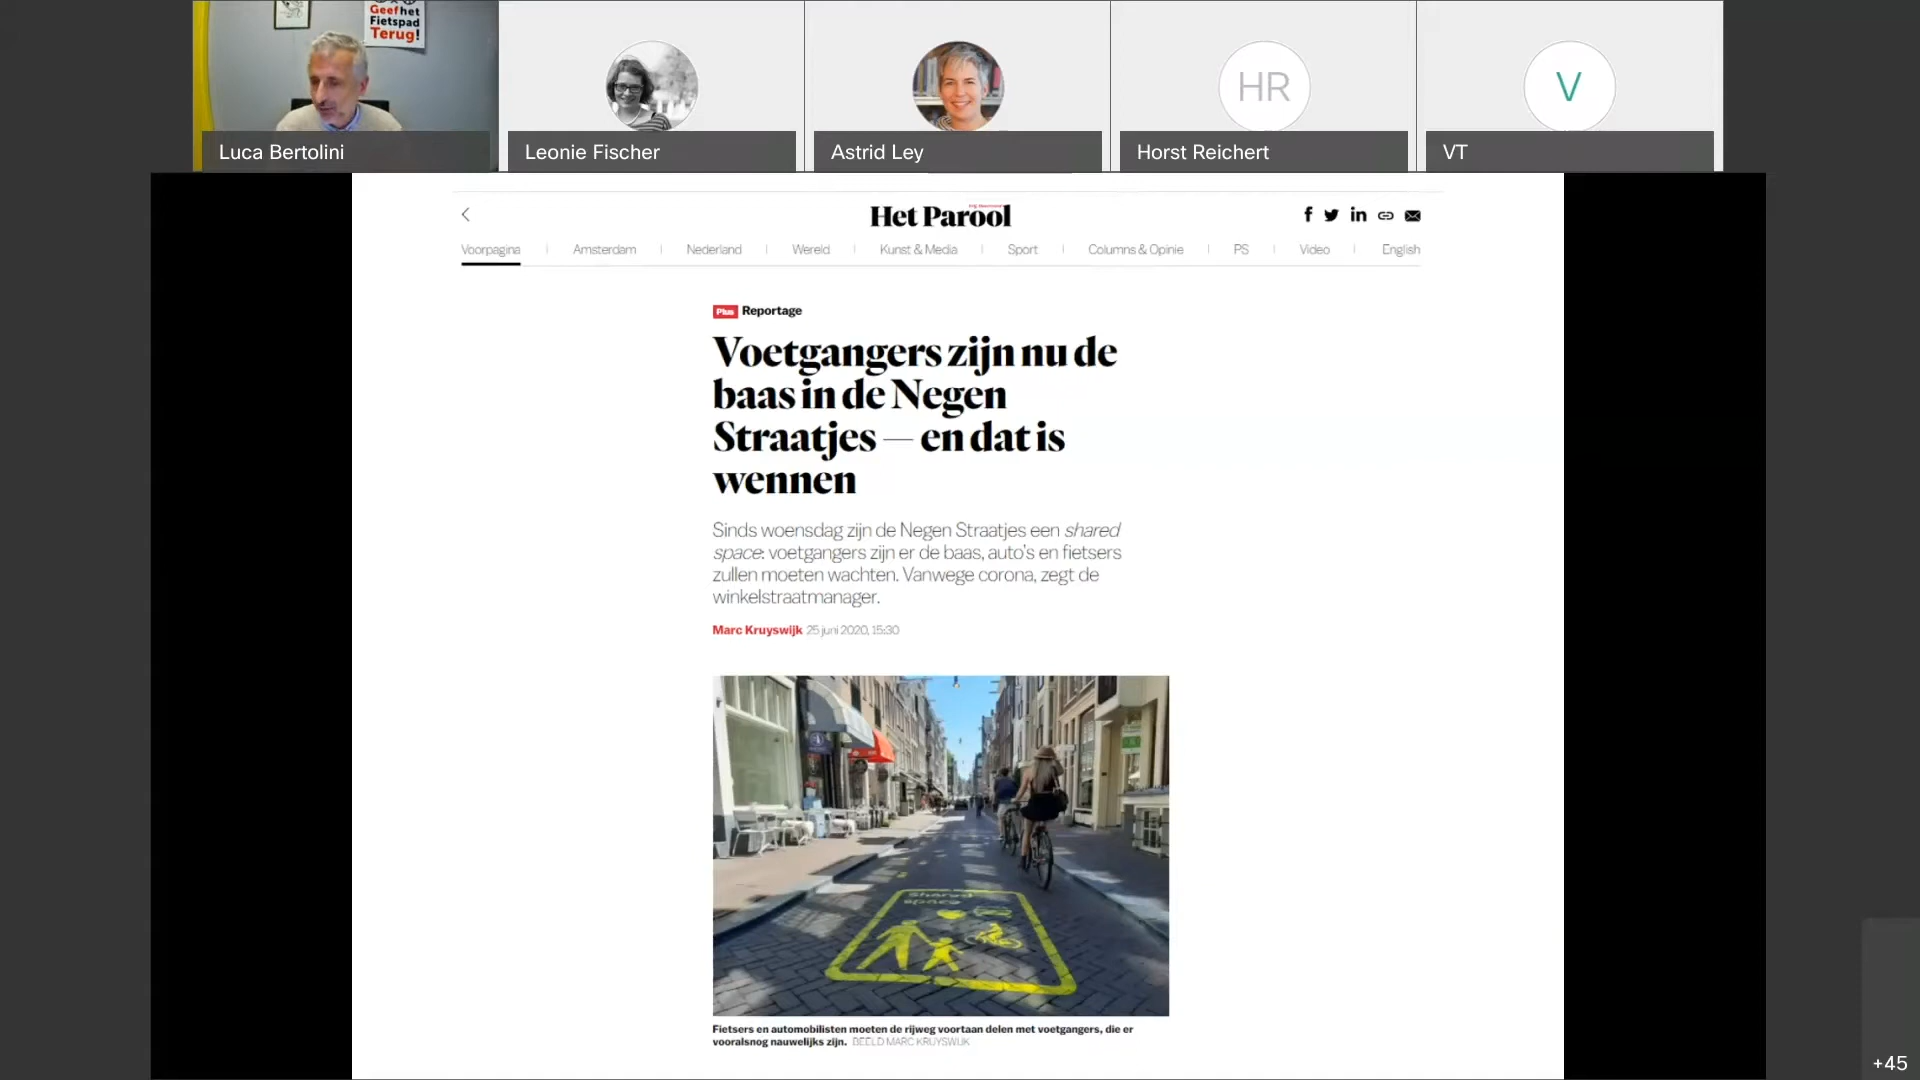 Geef het
Fietspad
Terug!
Luca Bertolini
Leonie Fischer
Astrid Ley
HR
Horst Reichert
V
VT
Het Parool
Voorpagina
Amsterdam
Nederland
Wereld
Kunst & Media
Sport
Columns & Opinie
PS
Video
English
Plus Reportage
Voetgangers zijn nu de
baas in de Negen
Straatjes — en dat is
wennen
Sinds woensdag zijn de Negen Straatjes een shared
space: voetgangers zijn er de baas, auto's en fietsers
zullen moeten wachten. Vanwege corona, zegt de
winkelstraatmanager.
Marc Kruyswijk 25 juni 2020, 15:30
Shared
space
Fietsers en automobilisten moeten de rijweg voortaan delen met voetgangers, die er
vooralsnog nauwelijks zijn. BEELD MARC KRUYSWIJK
+45